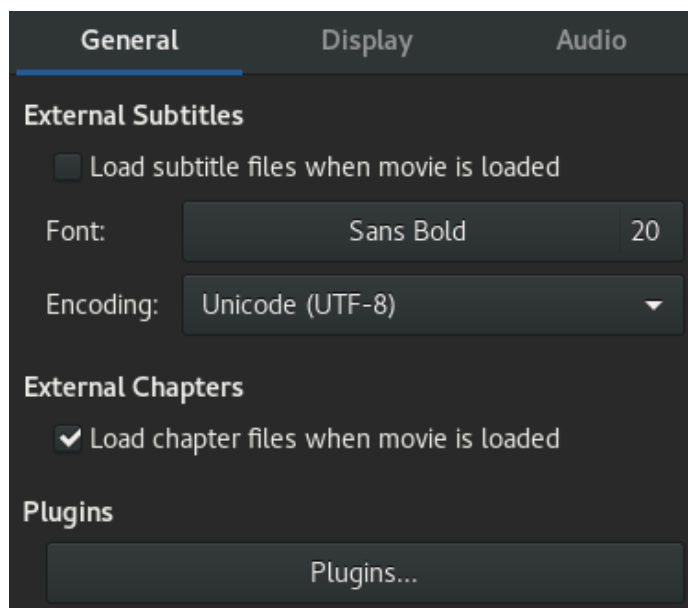 General Display Audio
External Subtitles
Load subtitle files when movie is loaded
Font: Sans Bold 20
Encoding: Unicode (UTF-8)
External Chapters
Load chapter files when movie is loaded
Plugins
Plugins...